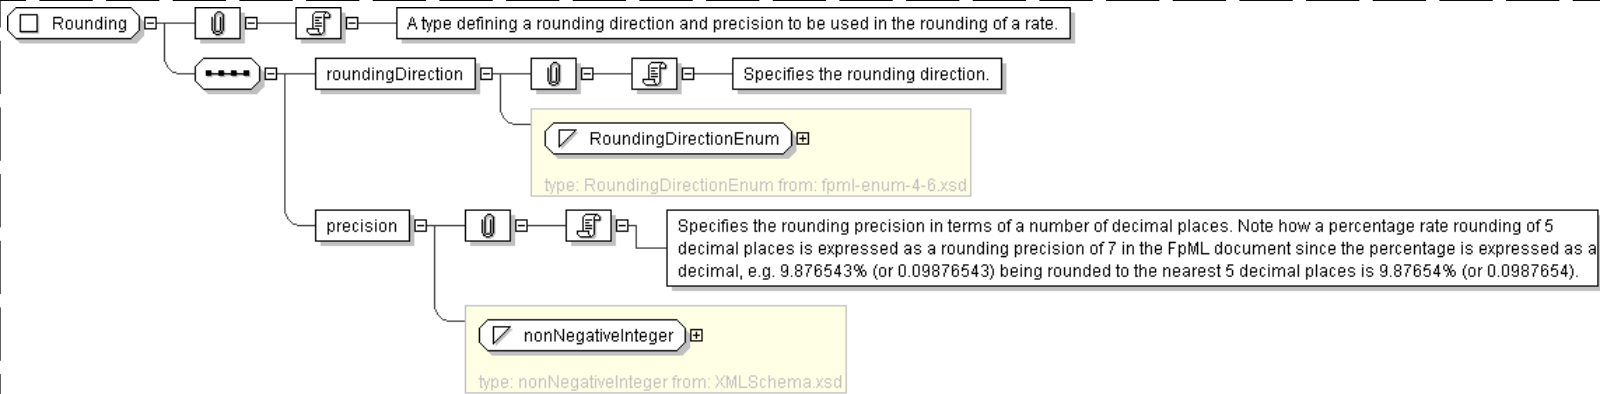 Rounding
A type defining a rounding direction and precision to be used in the rounding of a rate.
roundingDirection
Specifies the rounding direction.
RoundingDirectionEnum
type: RoundingDirectionEnum from: fpml-enum-4-6.xsd
precision
Specifies the rounding precision in terms of a number of decimal places. Note how a percentage rate rounding of 5
decimal places is expressed as a rounding precision of 7 in the FpML document since the percentage is expressed as a
decimal, e.g. 9.876543% (or 0.09876543) being rounded to the nearest 5 decimal places is 9.87654% (or 0.0987654).
nonNegativeInteger
type: nonNegativeInteger from: XMLSchema.xsd